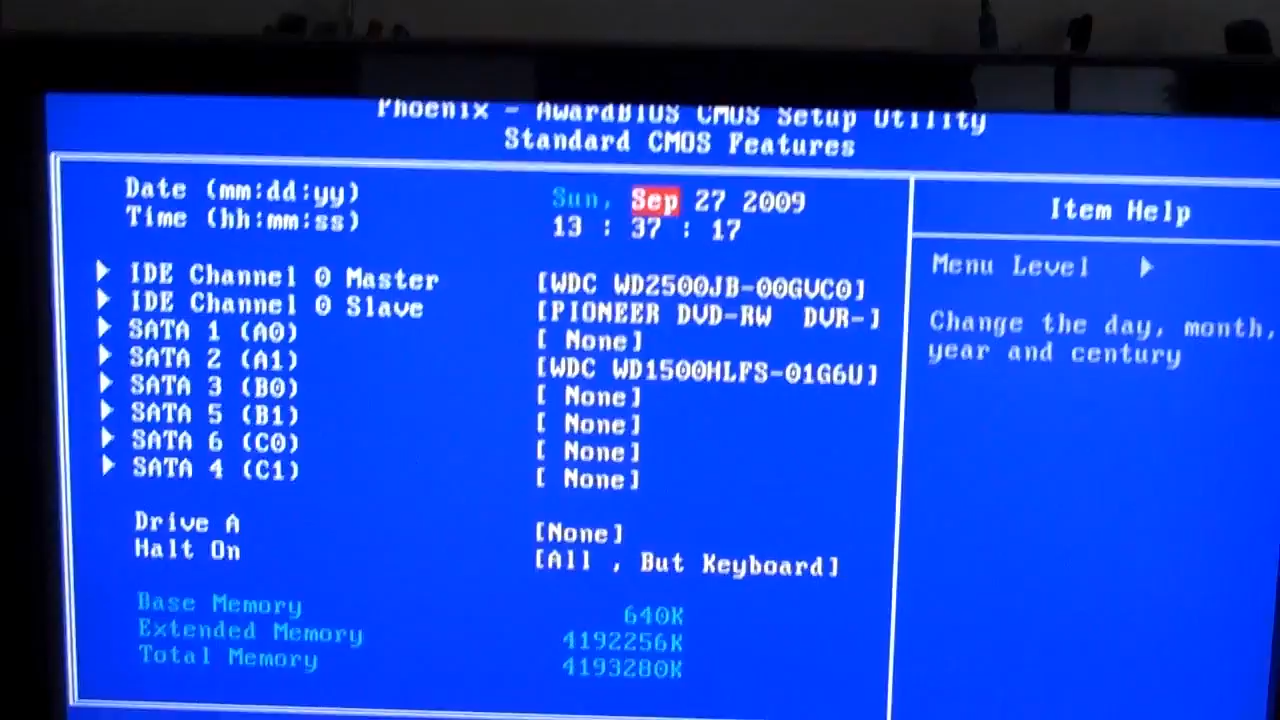 Phoenix - AwardBIOS CMOS Setup Utility
Standard CMOS Features
Date (mm:dd:yy) Sun, Sep 27 2009
Time (hh:mm:ss) 13 : 37 : 17
IDE Channel 0 Master [WDC WD2500JB-00GVC0]
IDE Channel 0 Slave [PIONEER DVD-RW DVR-]
SATA 1 (A0) [ None]
SATA 2 (A1) [WDC WD1500HLFS-01G6U]
SATA 3 (B0) [ None]
SATA 5 (B1) [ None]
SATA 6 (C0) [ None]
SATA 4 (C1) [ None]
Drive A [None]
Halt On [All , But Keyboard]
Base Memory 640K
Extended Memory 4192256K
Total Memory 4193280K
Item Help
Menu Level
Change the day, month,
year and century